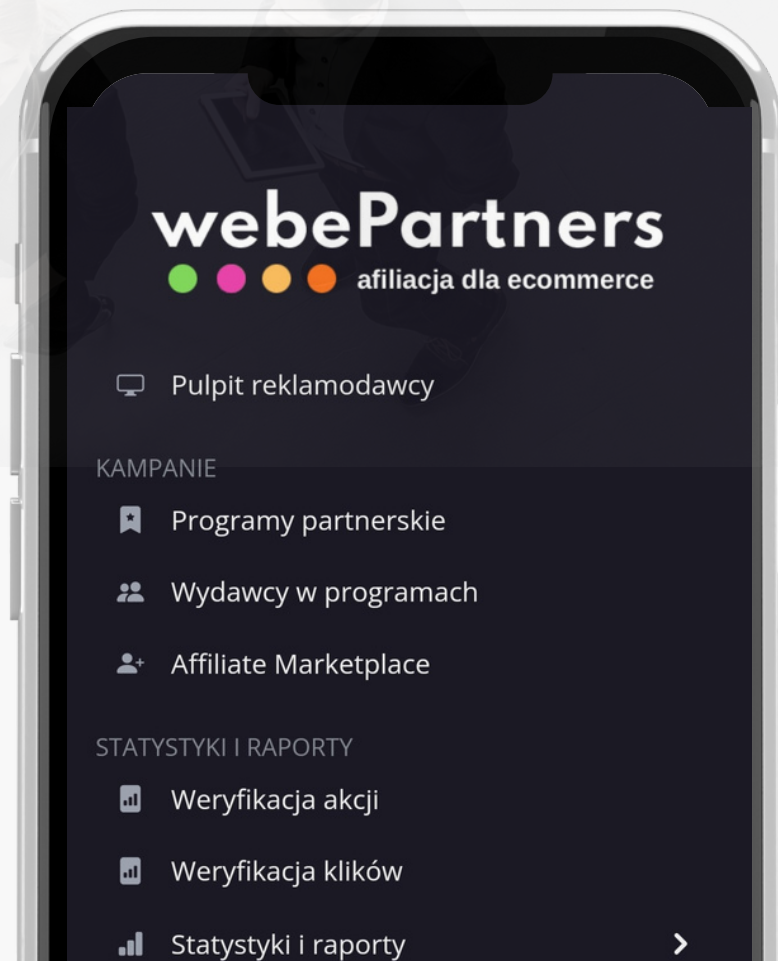 webePartners
afiliacja dla ecommerce
Pulpit reklamodawcy
KAMPANIE
Programy partnerskie
Wydawcy w programach
Affiliate Marketplace
STATYSTYKI I RAPORTY
Weryfikacja akcji
Weryfikacja klików
Statystyki i raporty